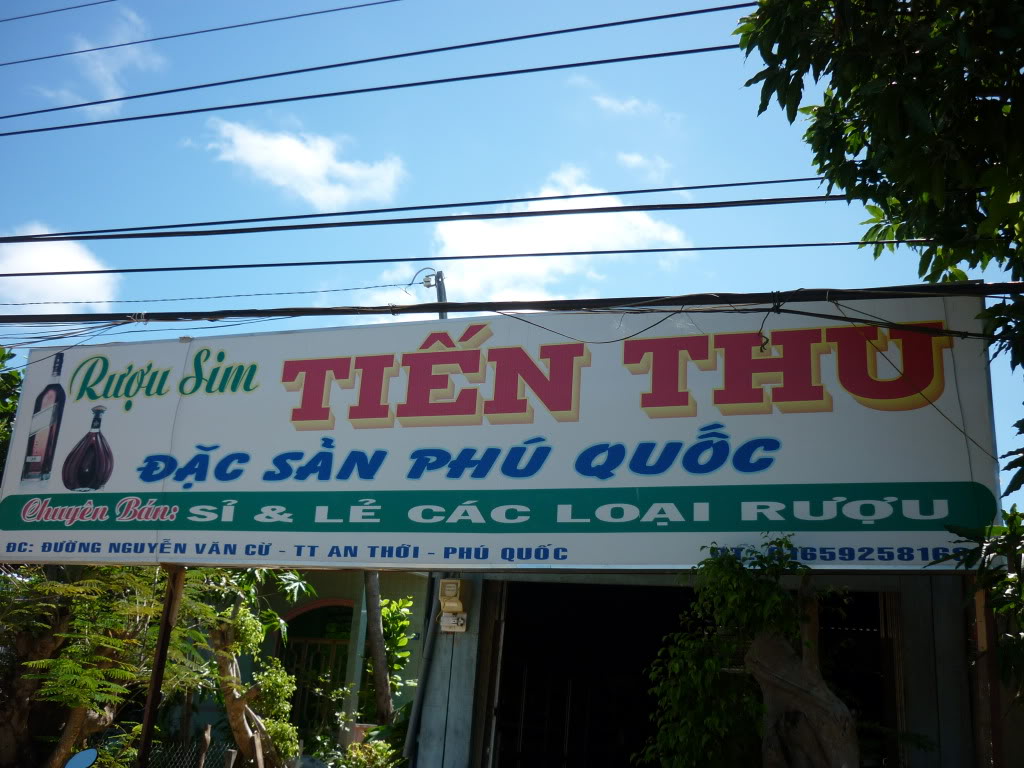 Rượu Sim TIẾN THU
ĐẶC SẢN PHÚ QUỐC
Chuyên Bán: SỈ & LẺ CÁC LOẠI RƯỢU
ĐC: ĐƯỜNG NGUYỄN VĂN CỪ - TT AN THỚI - PHÚ QUỐC